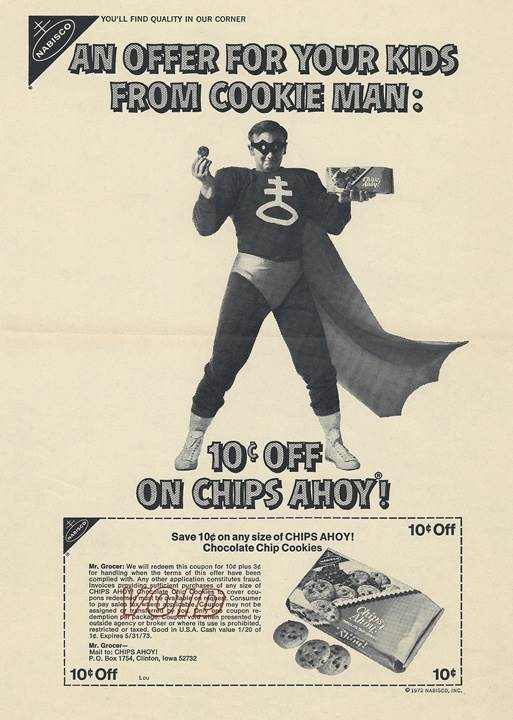 NABISCO
YOU'LL FIND QUALITY IN OUR CORNER
AN OFFER FOR YOUR KIDS
FROM COOKIE MAN:
Chips
Ahoy!
10¢ OFF
ON CHIPS AHOY®!
NABISCO
10¢ Off
Save 10¢ on any size of CHIPS AHOY!
Chocolate Chip Cookies
Mr. Grocer: We will redeem this coupon for 10¢ plus 3¢
for handling when the terms of this offer have been
complied with. Any other application constitutes fraud.
Invoices providing sufficient purchases of any size of
CHIPS AHOY! Chocolate Chip Cookies to cover cou-
pons redeemed must be available on request. Consumer
to pay sales tax where applicable. Coupon may not be
assigned or transferred and is void upon coupon re-
demption per package. Coupon void when presented by
outside agency or broker or where its use is prohibited,
restricted or taxed. Good in U.S.A. Cash value 1/20 of
1¢. Expires 5/31/73.
VOID
Mr. Grocer—
Mail to: CHIPS AHOY!
P. O. Box 1754, Clinton, Iowa 52732
Chips
Ahoy!
10¢ Off
Lou
10¢
© 1972 NABISCO, INC.